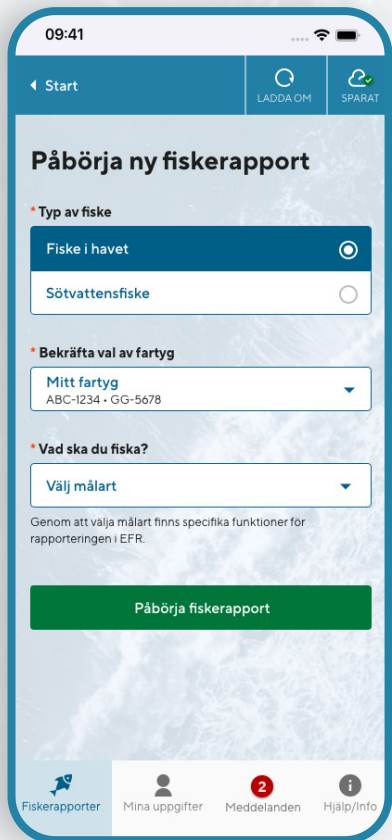 09:41
Start
LADDA OM
SPARAT
Påbörja ny fiskerapport
* Typ av fiske
Fiske i havet
Sötvattensfiske
* Bekräfta val av fartyg
Mitt fartyg
ABC-1234 • GG-5678
* Vad ska du fiska?
Välj målart
Genom att välja målart finns specifika funktioner för
rapporteringen i EFR.
Påbörja fiskerapport
Fiskerapporter
Mina uppgifter
2
Meddelanden
Hjälp/Info